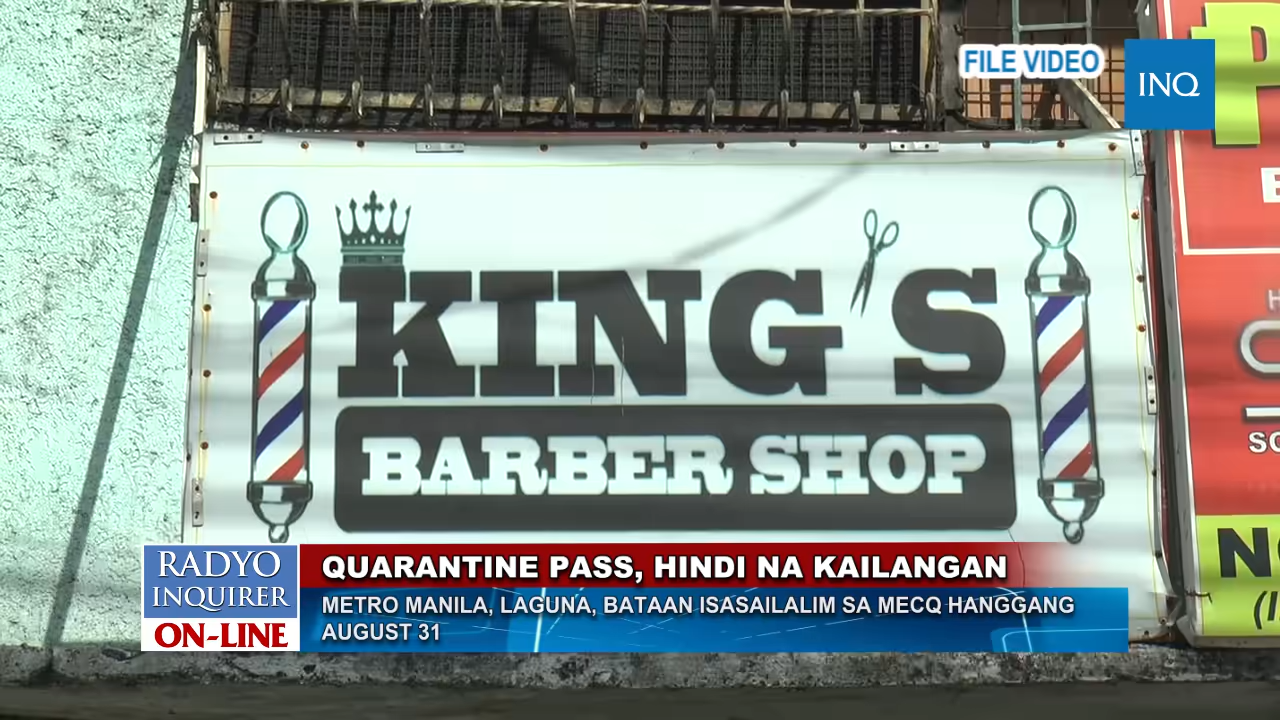 FILE VIDEO
INQ
KING'S
BARBER SHOP
RADYO
INQUIRER
ON-LINE
QUARANTINE PASS, HINDI NA KAILANGAN
METRO MANILA, LAGUNA, BATAAN ISASAILALIM SA MECQ HANGGANG
AUGUST 31